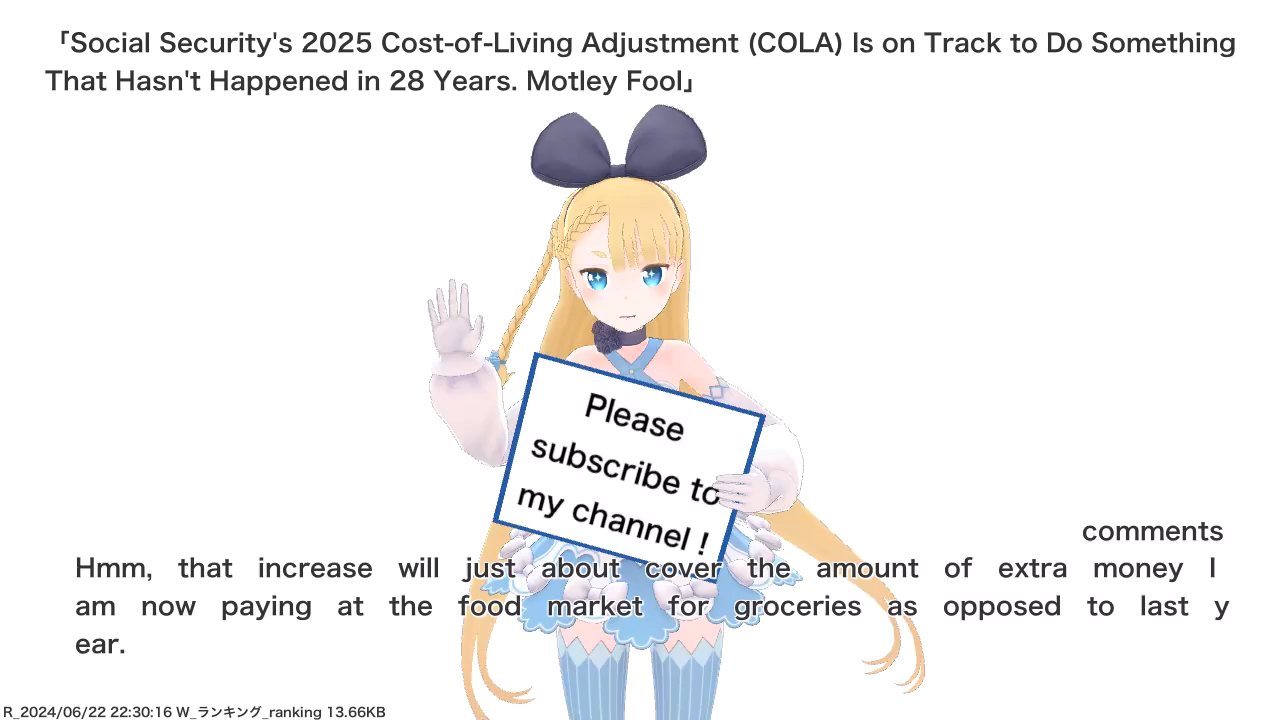 「Social Security's 2025 Cost-of-Living Adjustment (COLA) Is on Track to Do Something
That Hasn't Happened in 28 Years. Motley Fool」
Please
subscribe to
my channel !
comments
Hmm, that increase will just about cover the amount of extra money I
am now paying at the food market for groceries as opposed to last y
ear.
R_2024/06/22 22:30:16 W_ランキング_ranking 13.66KB